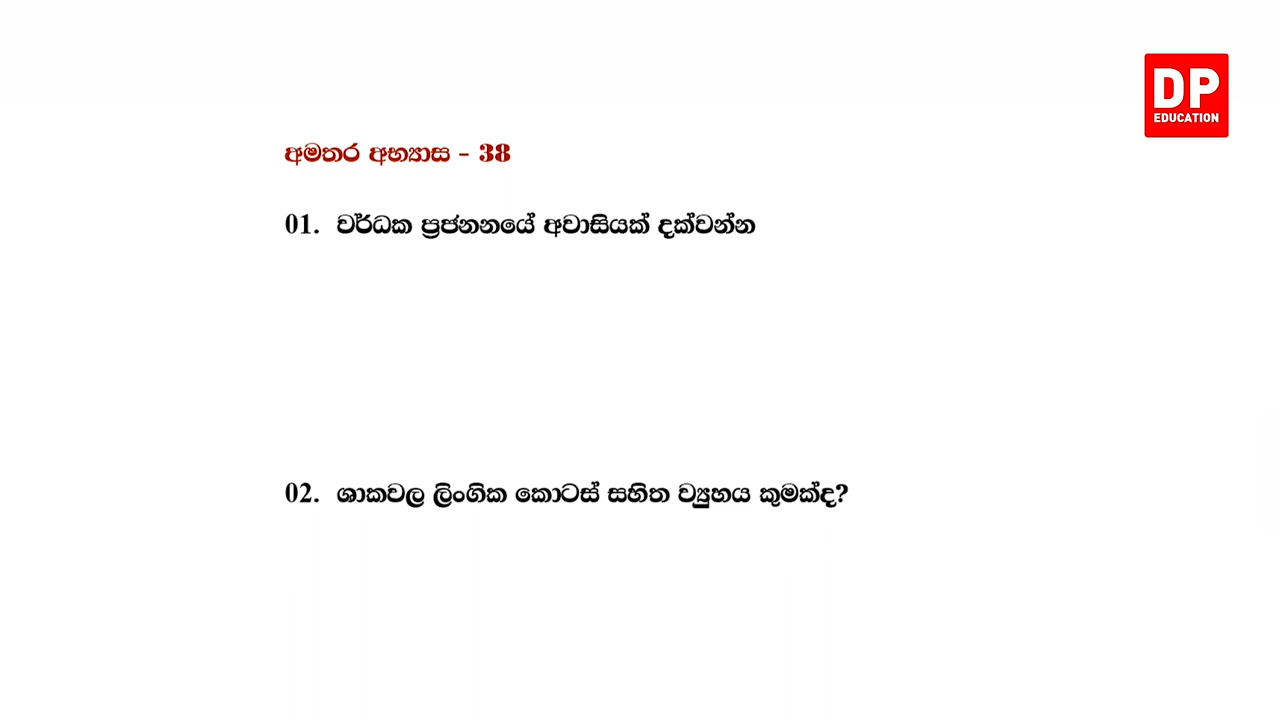 DP
EDUCATION
අමතර අභ්‍යාස - 38
01. වර්ධක ප්‍රජනනයේ අවාසියක් දක්වන්න
02. ශාකවල ලිංගික කොටස් සහිත ව්‍යුහය කුමක්ද?